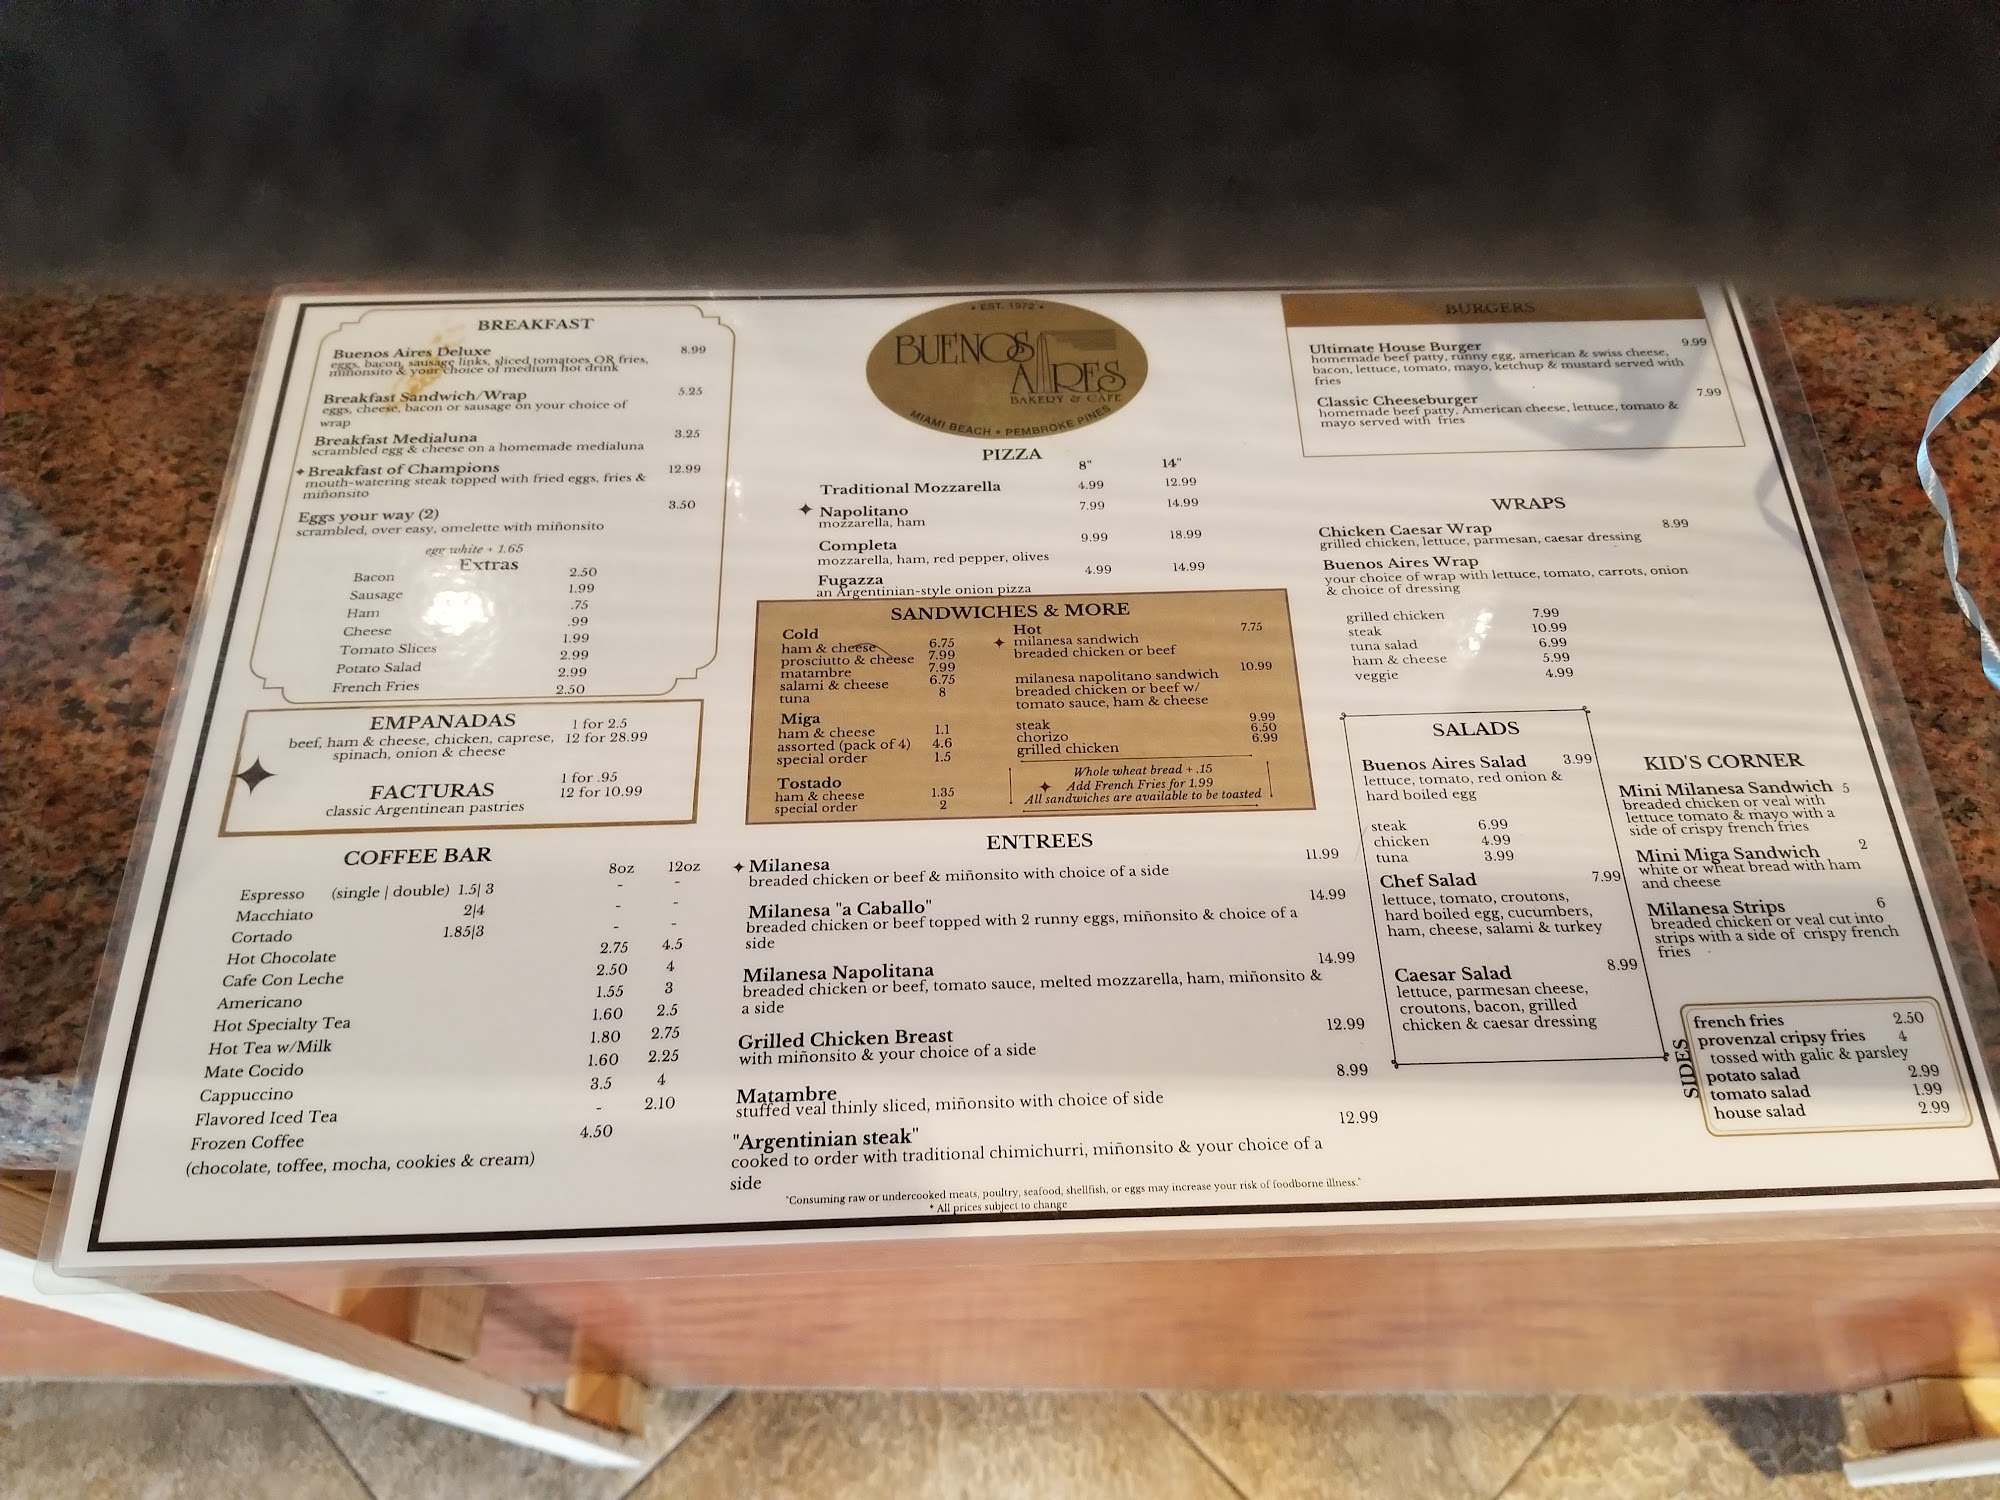 BREAKFAST
Buenos Aires Deluxe 8.99
eggs, bacon, sausage links, sliced tomatoes OR fries,
miñonsito & your choice of medium hot drink
Breakfast Sandwich/Wrap 5.25
eggs, cheese, bacon or sausage on your choice of
wrap
Breakfast Medialuna 3.25
scrambled egg & cheese on a homemade medialuna
Breakfast of Champions 12.99
mouth-watering steak topped with fried eggs, fries &
miñonsito
Eggs your way (2) 3.50
scrambled, over easy, omelette with miñonsito
egg white + 1.65
Extras
Bacon 2.50
Sausage 1.99
Ham .75
Cheese .99
Tomato Slices 1.99
Potato Salad 2.99
French Fries 2.99
2.50
EMPANADAS 1 for 2.5
beef, ham & cheese, chicken, caprese, 12 for 28.99
spinach, onion & cheese
FACTURAS 1 for .95
classic Argentinean pastries 12 for 10.99
COFFEE BAR 8oz 12oz
Espresso (single | double) 1.5| 3 - -
Macchiato 2|4 - -
Cortado 1.85|3 - -
Hot Chocolate 2.75 4.5
Cafe Con Leche 2.50 4
Americano 1.55 3
Hot Specialty Tea 1.60 2.5
Hot Tea w/Milk 1.80 2.75
Mate Cocido 1.60 2.25
Cappuccino 3.5 4
Flavored Iced Tea - 2.10
Frozen Coffee 4.50
(chocolate, toffee, mocha, cookies & cream)
• EST. 1972 •
BUENOS
AIRES
BAKERY & CAFE
MIAMI BEACH • PEMBROKE PINES
PIZZA 8" 14"
Traditional Mozzarella 4.99 12.99
Napolitano 7.99 14.99
mozzarella, ham
Completa 9.99 18.99
mozzarella, ham, red pepper, olives
Fugazza 4.99 14.99
an Argentinian-style onion pizza
SANDWICHES & MORE
Cold
ham & cheese 6.75
prosciutto & cheese 7.99
matambre 7.99
salami & cheese 6.75
tuna 8
Miga
ham & cheese 1.1
assorted (pack of 4) 4.6
special order 1.5
Tostado
ham & cheese 1.35
special order 2
Hot
milanesa sandwich 7.75
breaded chicken or beef
milanesa napolitano sandwich 10.99
breaded chicken or beef w/
tomato sauce, ham & cheese
steak 9.99
chorizo 6.50
grilled chicken 6.99
Whole wheat bread + .15
Add French Fries for 1.99
All sandwiches are available to be toasted
ENTREES
Milanesa 11.99
breaded chicken or beef & miñonsito with choice of a side
Milanesa "a Caballo" 14.99
breaded chicken or beef topped with 2 runny eggs, miñonsito & choice of a
side
Milanesa Napolitana 14.99
breaded chicken or beef, tomato sauce, melted mozzarella, ham, miñonsito &
a side
Grilled Chicken Breast 12.99
with miñonsito & your choice of a side
Matambre 8.99
stuffed veal thinly sliced, miñonsito with choice of side
"Argentinian steak" 12.99
cooked to order with traditional chimichurri, miñonsito & your choice of a
side
"Consuming raw or undercooked meats, poultry, seafood, shellfish, or eggs may increase your risk of foodborne illness."
* All prices subject to change
BURGERS
Ultimate House Burger 9.99
homemade beef patty, runny egg, american & swiss cheese,
bacon, lettuce, tomato, mayo, ketchup & mustard served with
fries
Classic Cheeseburger 7.99
homemade beef patty, American cheese, lettuce, tomato &
mayo served with fries
WRAPS
Chicken Caesar Wrap 8.99
grilled chicken, lettuce, parmesan, caesar dressing
Buenos Aires Wrap
your choice of wrap with lettuce, tomato, carrots, onion
& choice of dressing
grilled chicken 7.99
steak 10.99
tuna salad 6.99
ham & cheese 5.99
veggie 4.99
SALADS
Buenos Aires Salad 3.99
lettuce, tomato, red onion &
hard boiled egg
steak 6.99
chicken 4.99
tuna 3.99
Chef Salad 7.99
lettuce, tomato, croutons,
hard boiled egg, cucumbers,
ham, cheese, salami & turkey
Caesar Salad 8.99
lettuce, parmesan cheese,
croutons, bacon, grilled
chicken & caesar dressing
KID'S CORNER
Mini Milanesa Sandwich 5
breaded chicken or veal with
lettuce tomato & mayo with a
side of crispy french fries
Mini Miga Sandwich 2
white or wheat bread with ham
and cheese
Milanesa Strips 6
breaded chicken or veal cut into
strips with a side of crispy french
fries
SIDES
french fries 2.50
provenzal cripsy fries 4
tossed with galic & parsley
potato salad 2.99
tomato salad 1.99
house salad 2.99